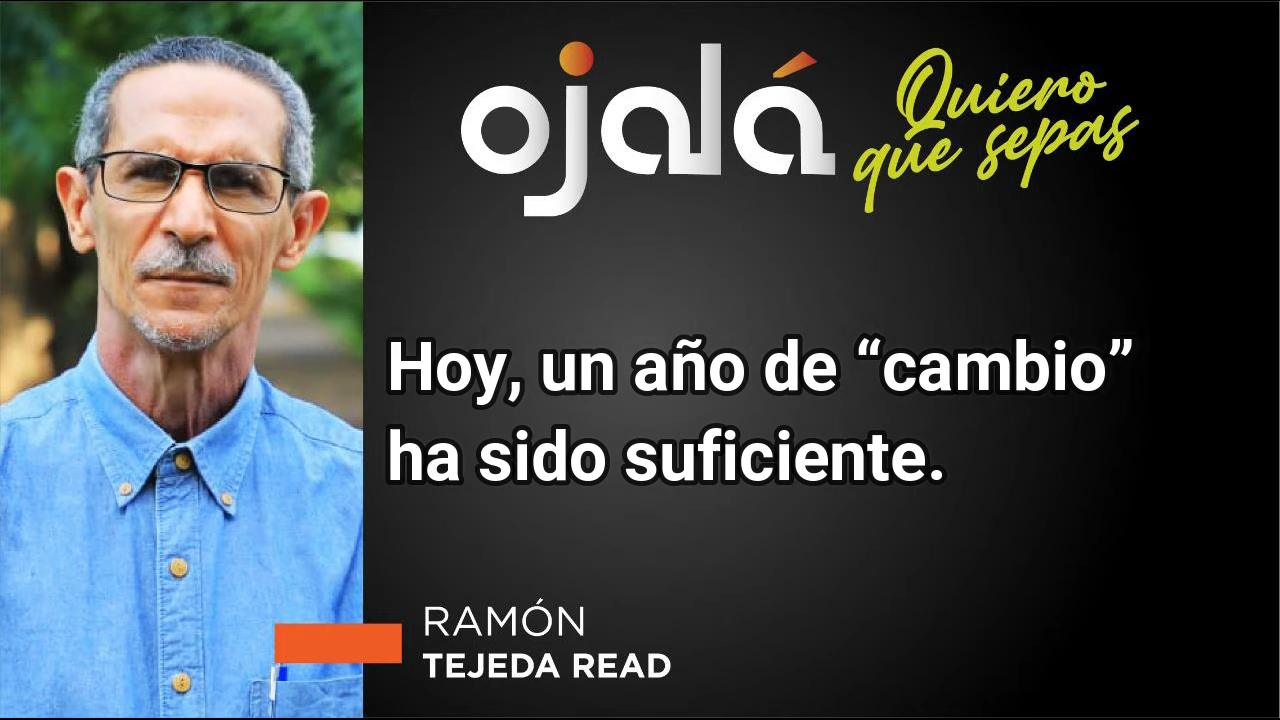 ojalá
Quiero
que sepas
Hoy, un año de “cambio”
ha sido suficiente.
RAMÓN
TEJEDA READ